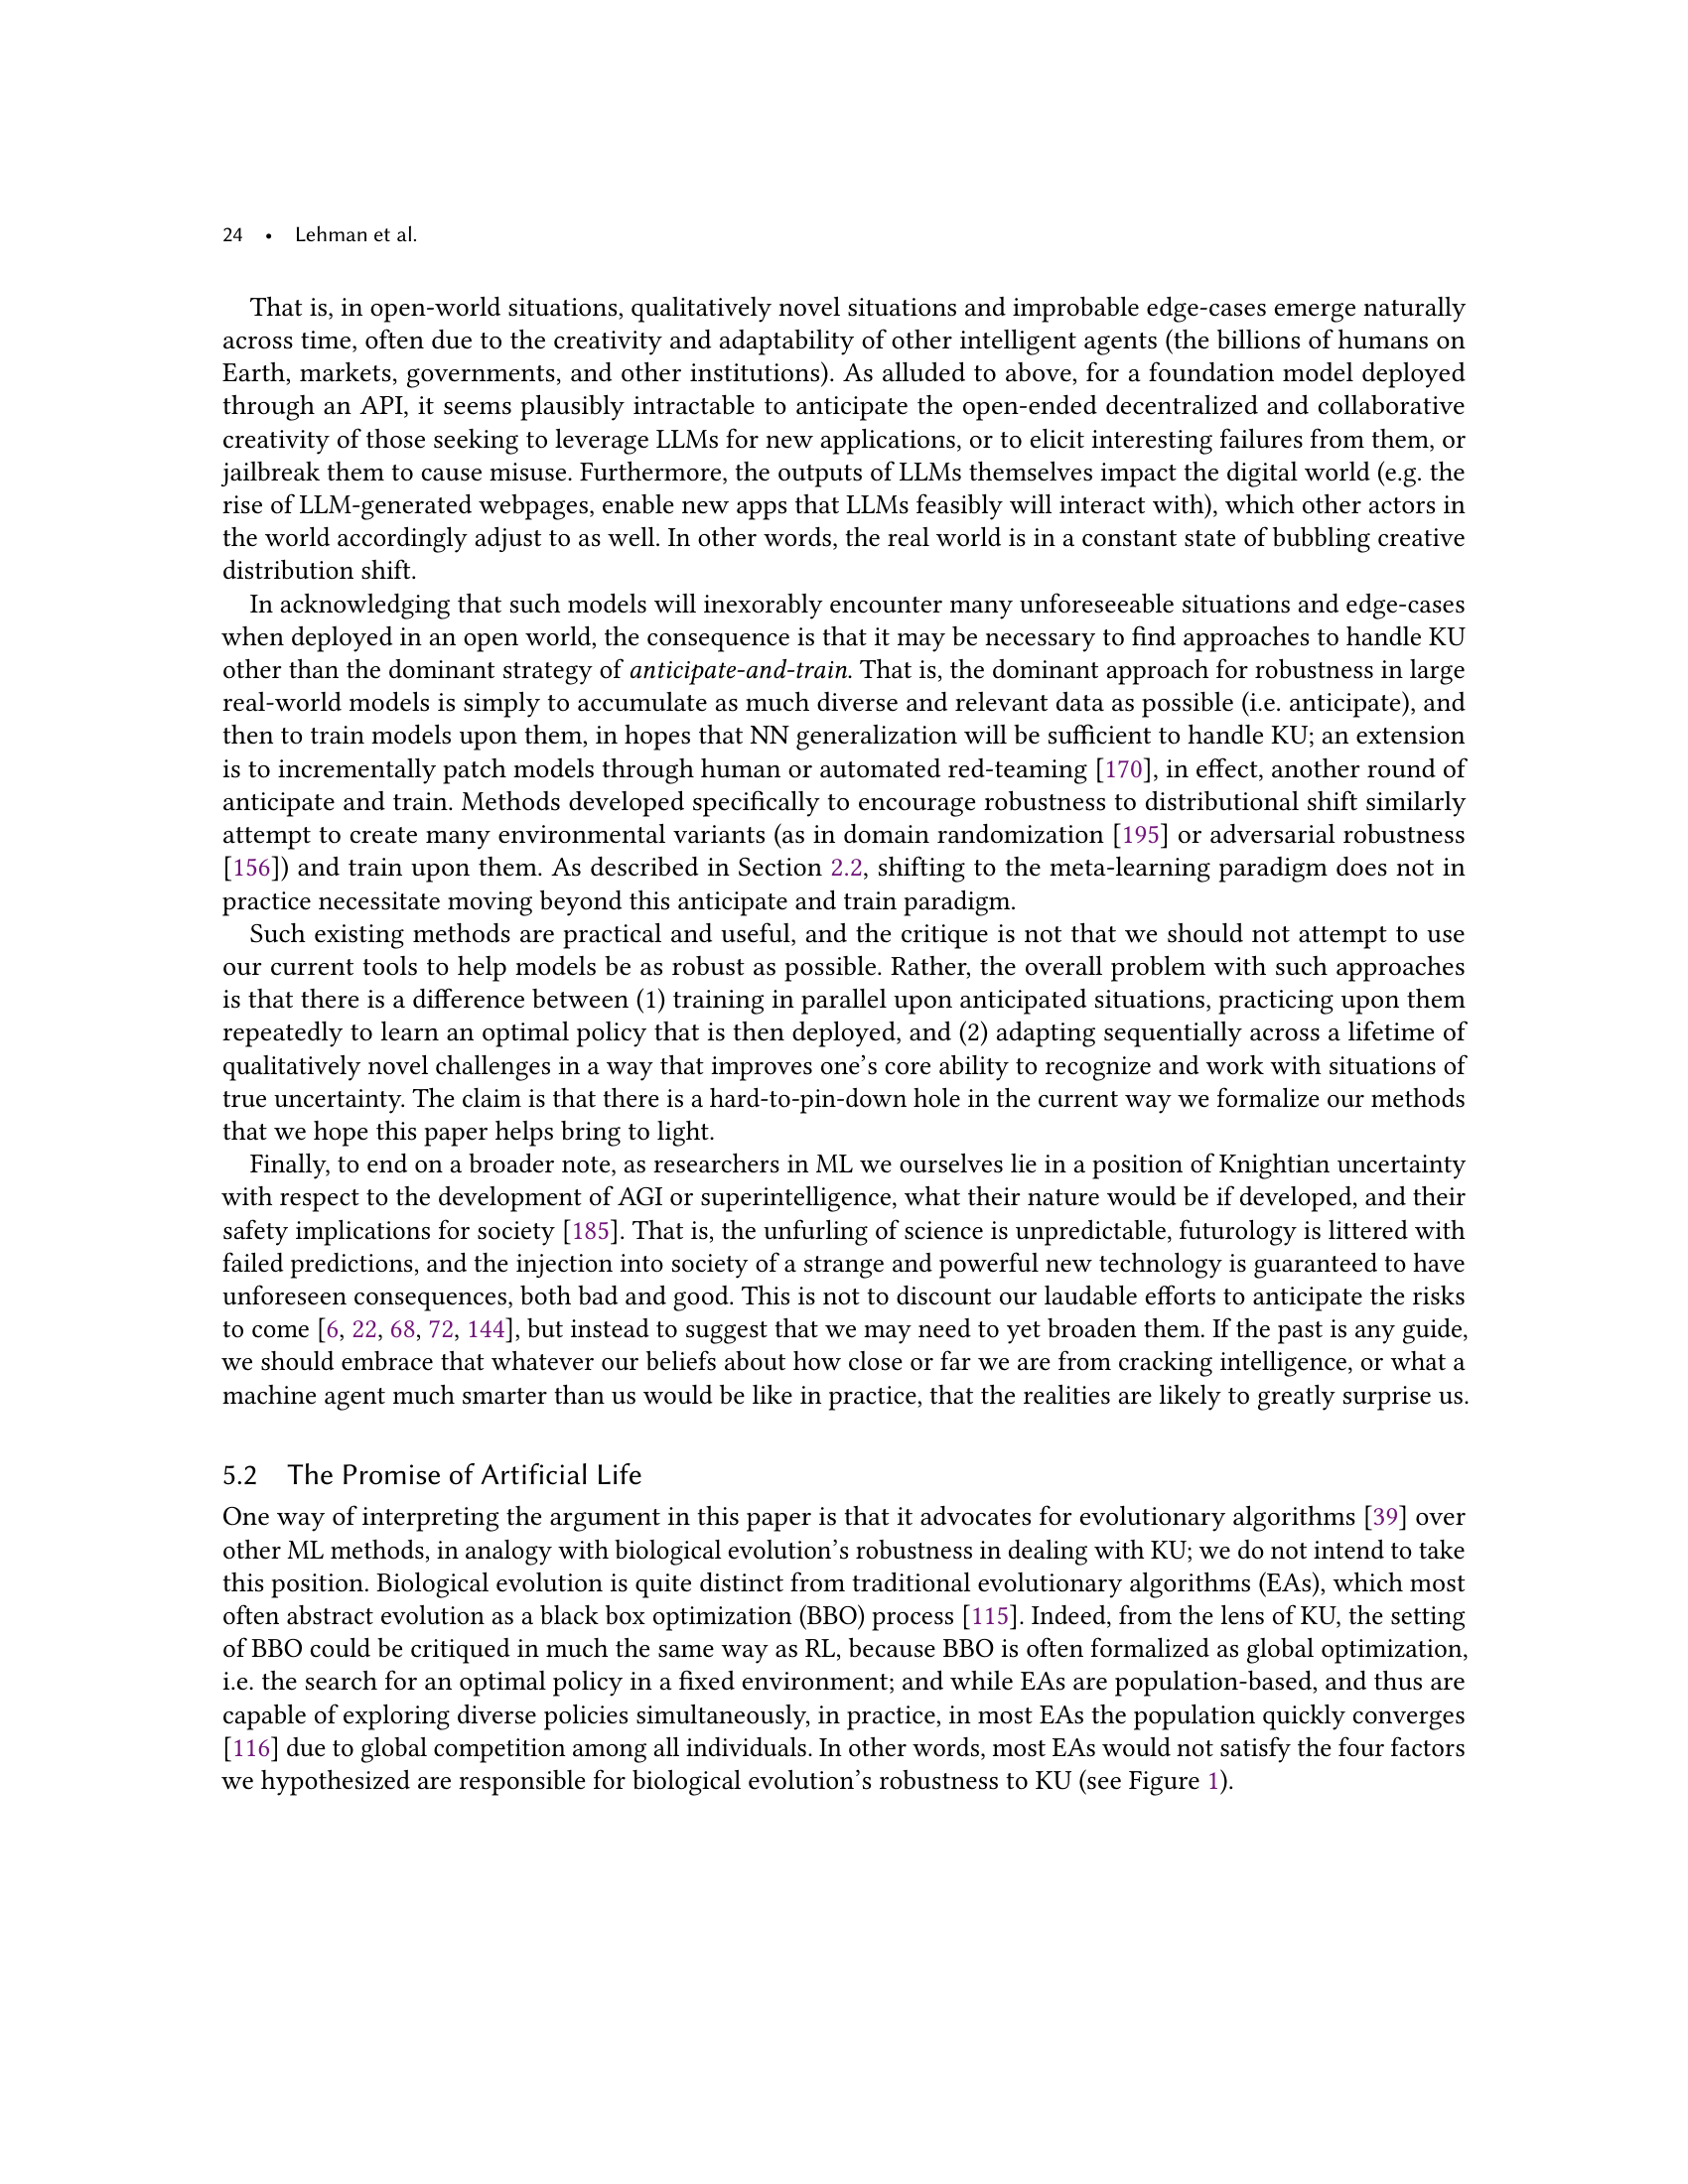 24 • Lehman et al.
That is, in open-world situations, qualitatively novel situations and improbable edge-cases emerge naturally
across time, often due to the creativity and adaptability of other intelligent agents (the billions of humans on
Earth, markets, governments, and other institutions). As alluded to above, for a foundation model deployed
through an API, it seems plausibly intractable to anticipate the open-ended decentralized and collaborative
creativity of those seeking to leverage LLMs for new applications, or to elicit interesting failures from them, or
jailbreak them to cause misuse. Furthermore, the outputs of LLMs themselves impact the digital world (e.g. the
rise of LLM-generated webpages, enable new apps that LLMs feasibly will interact with), which other actors in
the world accordingly adjust to as well. In other words, the real world is in a constant state of bubbling creative
distribution shift.
In acknowledging that such models will inexorably encounter many unforeseeable situations and edge-cases
when deployed in an open world, the consequence is that it may be necessary to find approaches to handle KU
other than the dominant strategy of anticipate-and-train. That is, the dominant approach for robustness in large
real-world models is simply to accumulate as much diverse and relevant data as possible (i.e. anticipate), and
then to train models upon them, in hopes that NN generalization will be sufficient to handle KU; an extension
is to incrementally patch models through human or automated red-teaming [170], in effect, another round of
anticipate and train. Methods developed specifically to encourage robustness to distributional shift similarly
attempt to create many environmental variants (as in domain randomization [195] or adversarial robustness
[156]) and train upon them. As described in Section 2.2, shifting to the meta-learning paradigm does not in
practice necessitate moving beyond this anticipate and train paradigm.
Such existing methods are practical and useful, and the critique is not that we should not attempt to use
our current tools to help models be as robust as possible. Rather, the overall problem with such approaches
is that there is a difference between (1) training in parallel upon anticipated situations, practicing upon them
repeatedly to learn an optimal policy that is then deployed, and (2) adapting sequentially across a lifetime of
qualitatively novel challenges in a way that improves one's core ability to recognize and work with situations of
true uncertainty. The claim is that there is a hard-to-pin-down hole in the current way we formalize our methods
that we hope this paper helps bring to light.
Finally, to end on a broader note, as researchers in ML we ourselves lie in a position of Knightian uncertainty
with respect to the development of AGI or superintelligence, what their nature would be if developed, and their
safety implications for society [185]. That is, the unfurling of science is unpredictable, futurology is littered with
failed predictions, and the injection into society of a strange and powerful new technology is guaranteed to have
unforeseen consequences, both bad and good. This is not to discount our laudable efforts to anticipate the risks
to come [6, 22, 68, 72, 144], but instead to suggest that we may need to yet broaden them. If the past is any guide,
we should embrace that whatever our beliefs about how close or far we are from cracking intelligence, or what a
machine agent much smarter than us would be like in practice, that the realities are likely to greatly surprise us.
5.2 The Promise of Artificial Life
One way of interpreting the argument in this paper is that it advocates for evolutionary algorithms [39] over
other ML methods, in analogy with biological evolution's robustness in dealing with KU; we do not intend to take
this position. Biological evolution is quite distinct from traditional evolutionary algorithms (EAs), which most
often abstract evolution as a black box optimization (BBO) process [115]. Indeed, from the lens of KU, the setting
of BBO could be critiqued in much the same way as RL, because BBO is often formalized as global optimization,
i.e. the search for an optimal policy in a fixed environment; and while EAs are population-based, and thus are
capable of exploring diverse policies simultaneously, in practice, in most EAs the population quickly converges
[116] due to global competition among all individuals. In other words, most EAs would not satisfy the four factors
we hypothesized are responsible for biological evolution's robustness to KU (see Figure 1).